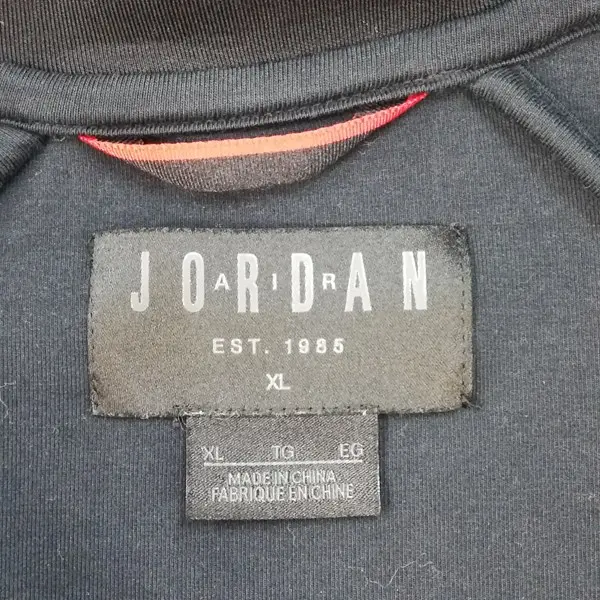 JORDAN
AIR
EST. 1985
XL
XL TG EG
MADE IN CHINA
FABRIQUE EN CHINE